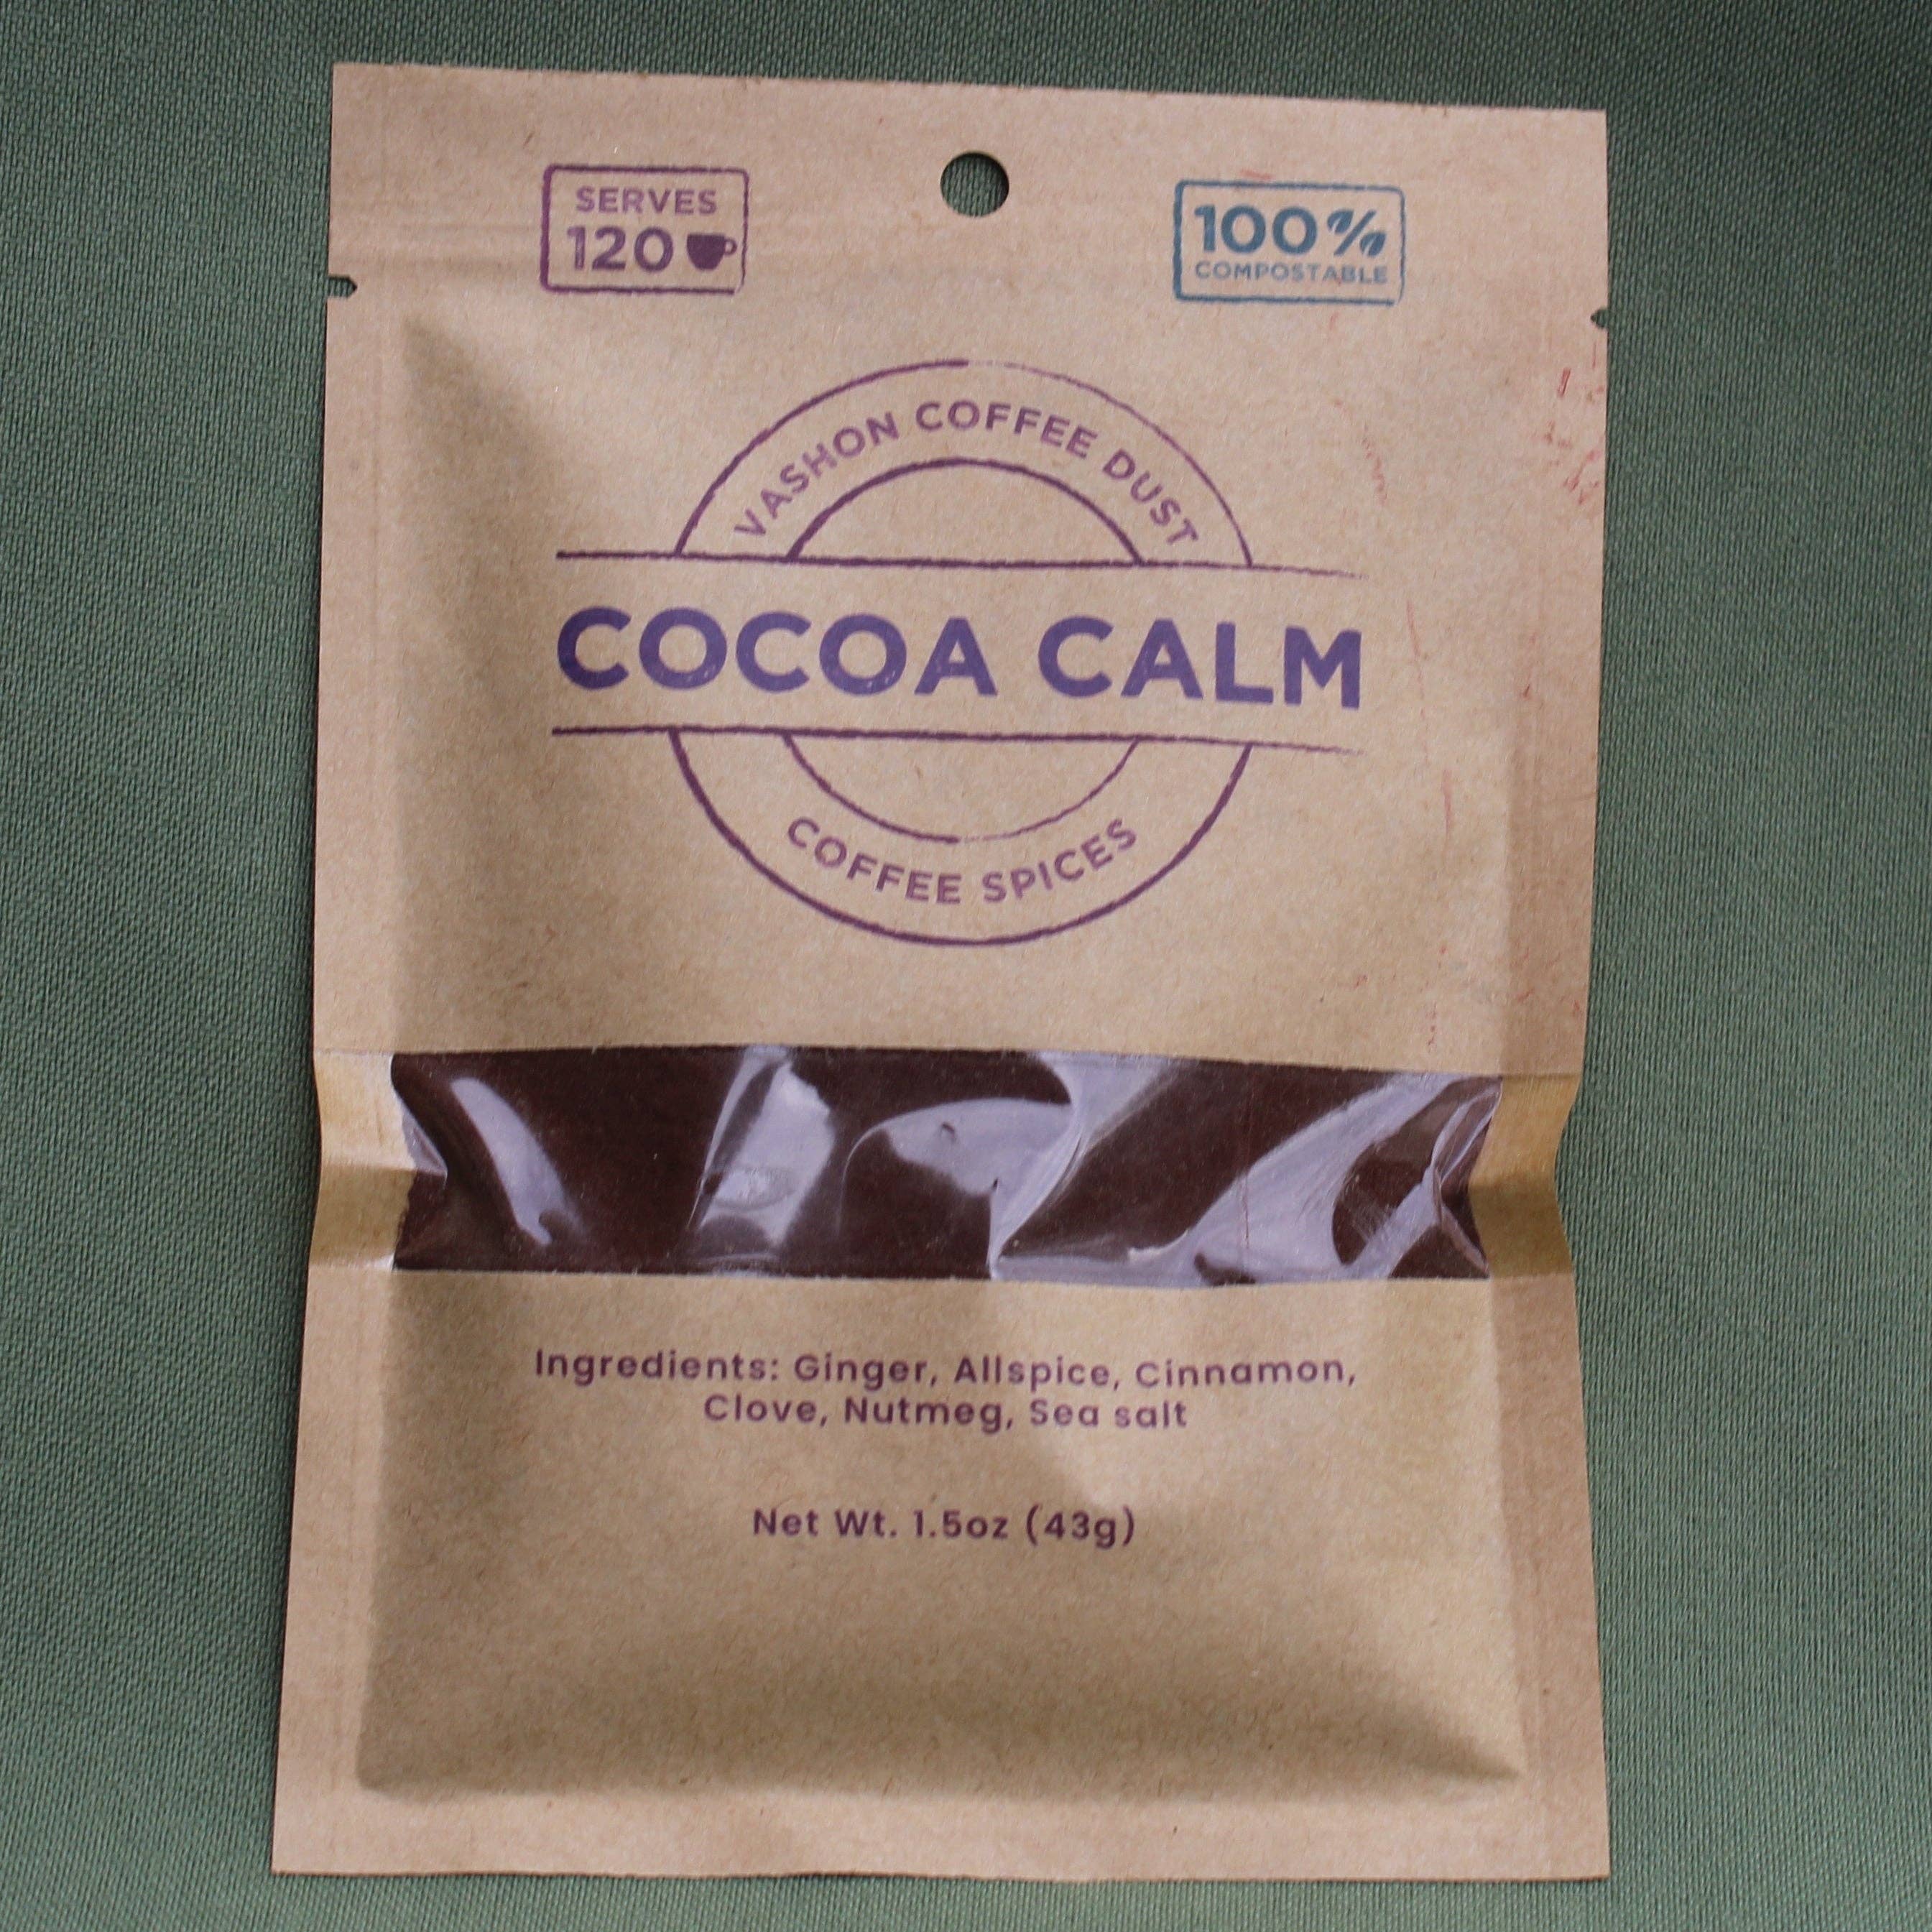 SERVES
120
100%
COMPOSTABLE
VASHON COFFEE DUST
COCOA CALM
COFFEE SPICES
Ingredients: Ginger, Allspice, Cinnamon,
Clove, Nutmeg, Sea salt
Net Wt. 1.5oz (43g)